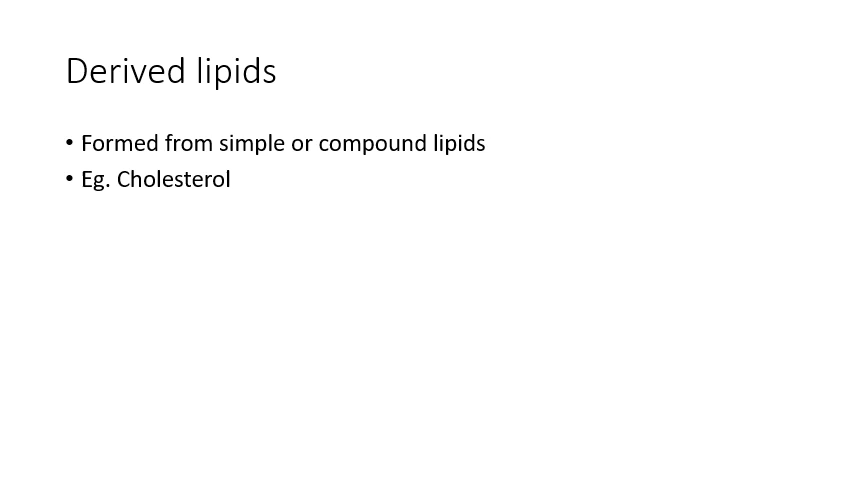 Derived lipids
• Formed from simple or compound lipids
• Eg. Cholesterol